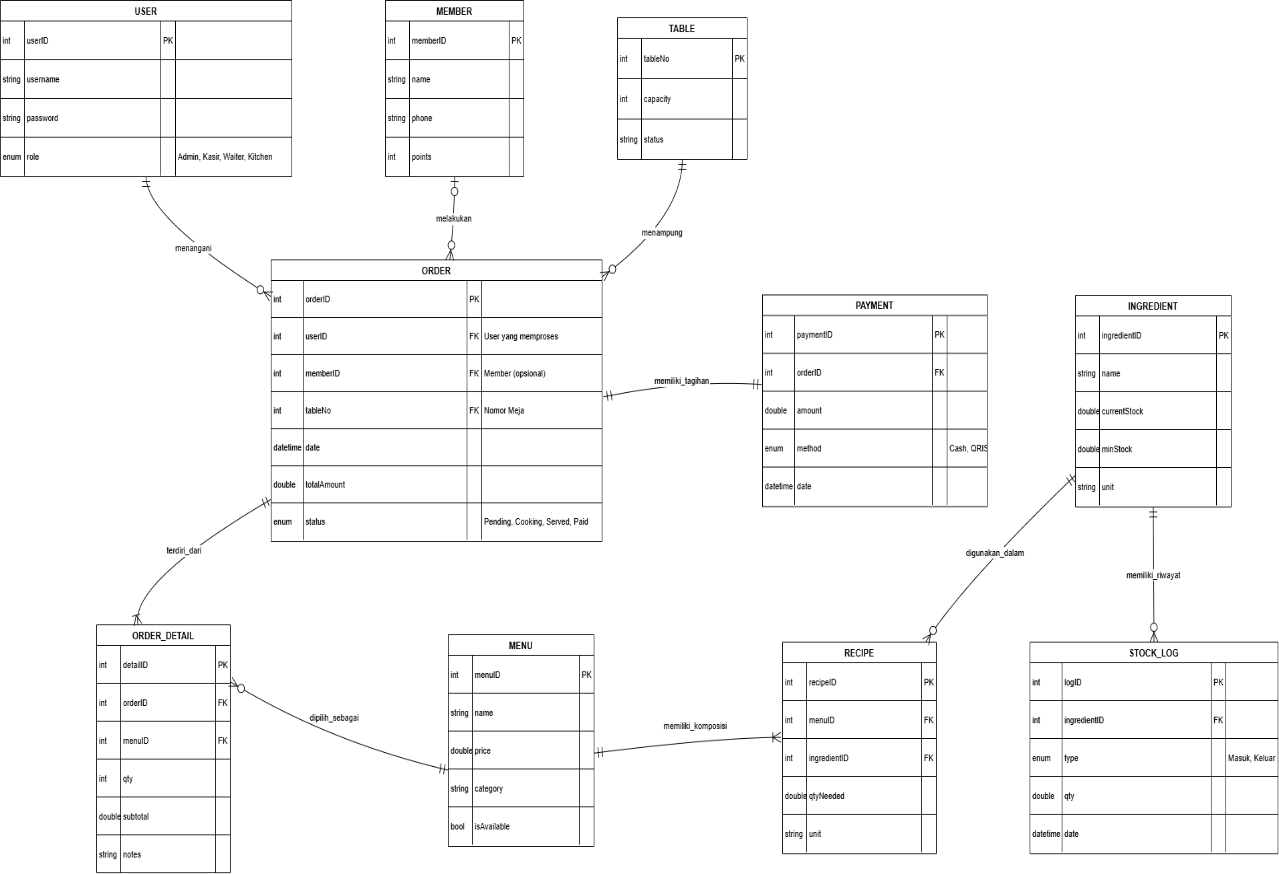 USER
int userID PK
string username
string password
enum role Admin, Kasir, Waiter, Kitchen
MEMBER
int memberID PK
string name
string phone
int points
TABLE
int tableNo PK
int capacity
string status
menangani
melakukan
menampung
ORDER
int orderID PK
int userID FK User yang memproses
int memberID FK Member (opsional)
int tableNo FK Nomor Meja
datetime date
double totalAmount
enum status Pending, Cooking, Served, Paid
memiliki_tagihan
PAYMENT
int paymentID PK
int orderID FK
double amount
enum method Cash, QRIS
datetime date
INGREDIENT
int ingredientID PK
string name
double currentStock
double minStock
string unit
terdiri_dari
digunakan_dalam
memiliki_riwayat
ORDER_DETAIL
int detailID PK
int orderID FK
int menuID FK
int qty
double subtotal
string notes
dipilih_sebagai
MENU
int menuID PK
string name
double price
string category
bool isAvailable
memiliki_komposisi
RECIPE
int recipeID PK
int menuID FK
int ingredientID FK
double qtyNeeded
string unit
STOCK_LOG
int logID PK
int ingredientID FK
enum type Masuk, Keluar
double qty
datetime date